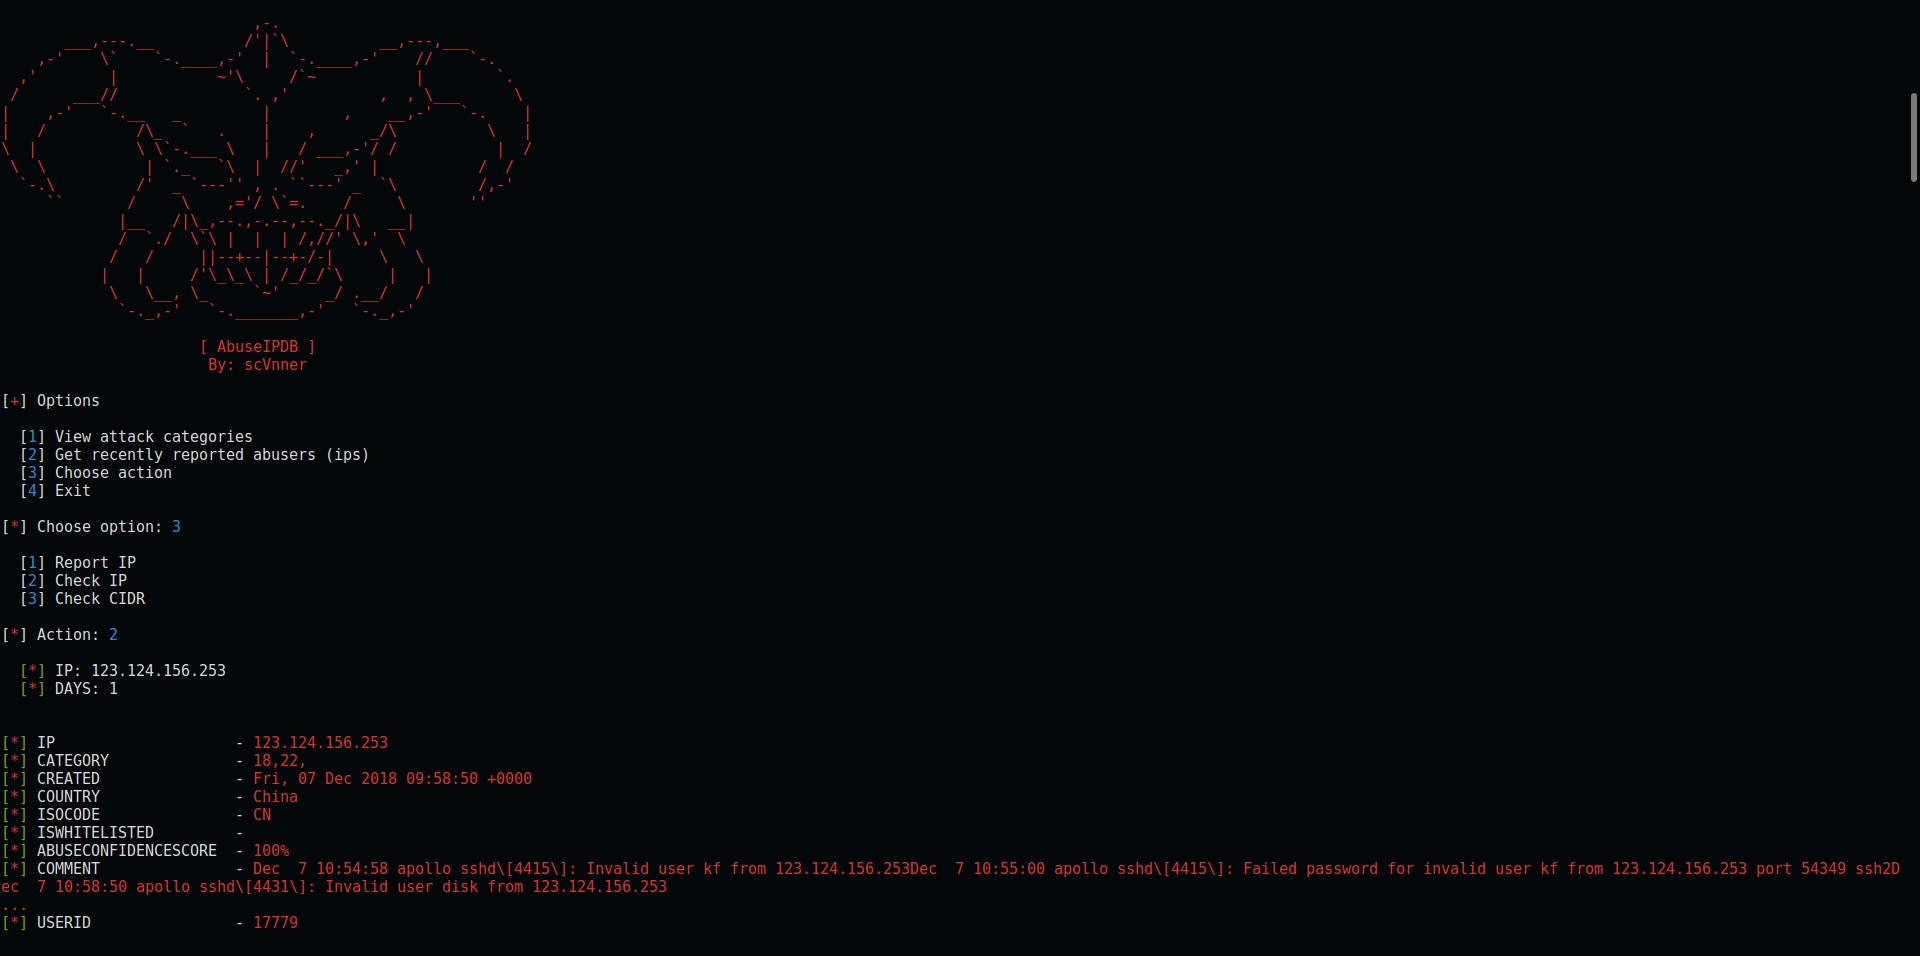 [ AbuseIPDB ]
By: scVnner
[+] Options
[1] View attack categories
[2] Get recently reported abusers (ips)
[3] Choose action
[4] Exit
[*] Choose option: 3
[1] Report IP
[2] Check IP
[3] Check CIDR
[*] Action: 2
[*] IP: 123.124.156.253
[*] DAYS: 1
[*] IP - 123.124.156.253
[*] CATEGORY - 18,22,
[*] CREATED - Fri, 07 Dec 2018 09:58:50 +0000
[*] COUNTRY - China
[*] ISOCODE - CN
[*] ISWHITELISTED -
[*] ABUSECONFIDENCESCORE - 100%
[*] COMMENT - Dec  7 10:54:58 apollo sshd\[4415\]: Invalid user kf from 123.124.156.253Dec  7 10:55:00 apollo sshd\[4415\]: Failed password for invalid user kf from 123.124.156.253 port 54349 ssh2D
ec  7 10:58:50 apollo sshd\[4431\]: Invalid user disk from 123.124.156.253
...
[*] USERID - 17779